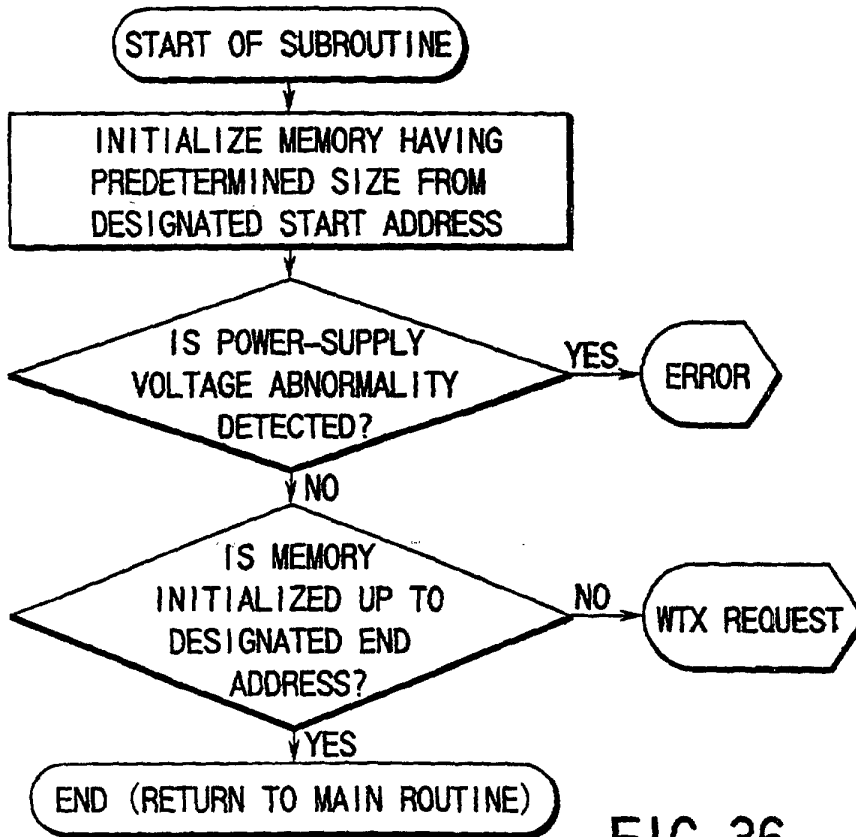 START OF SUBROUTINE
INITIALIZE MEMORY HAVING
PREDETERMINED SIZE FROM
DESIGNATED START ADDRESS
IS POWER-SUPPLY
VOLTAGE ABNORMALITY
DETECTED?
YES
ERROR
NO
IS MEMORY
INITIALIZED UP TO
DESIGNATED END
ADDRESS?
NO
WTX REQUEST
YES
END (RETURN TO MAIN ROUTINE)
FIG. 36